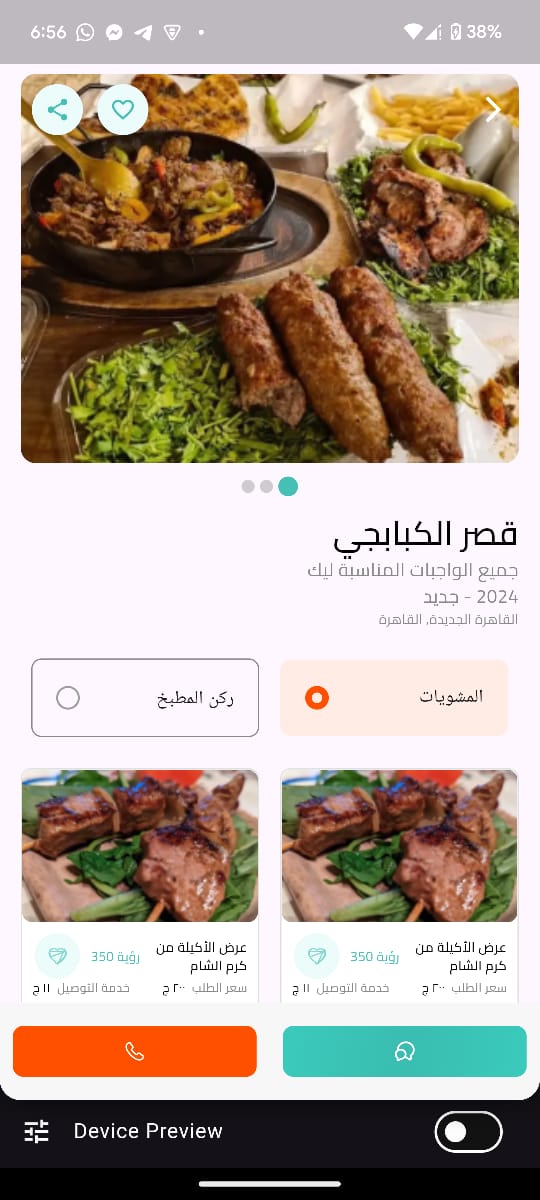 6:56
38%
قصر الكبابجي
جميع الواجبات المناسبة ليك
2024 - جديد
القاهرة الجديدة, القاهرة
المشويات
ركن المطبخ
عرض الأكيلة من
كرم الشام
350 رؤية
سعر الطلب ٢٠٠ ج
خدمة التوصيل ١١ ج
عرض الأكيلة من
كرم الشام
350 رؤية
سعر الطلب ٢٠٠ ج
خدمة التوصيل ١١ ج
Device Preview